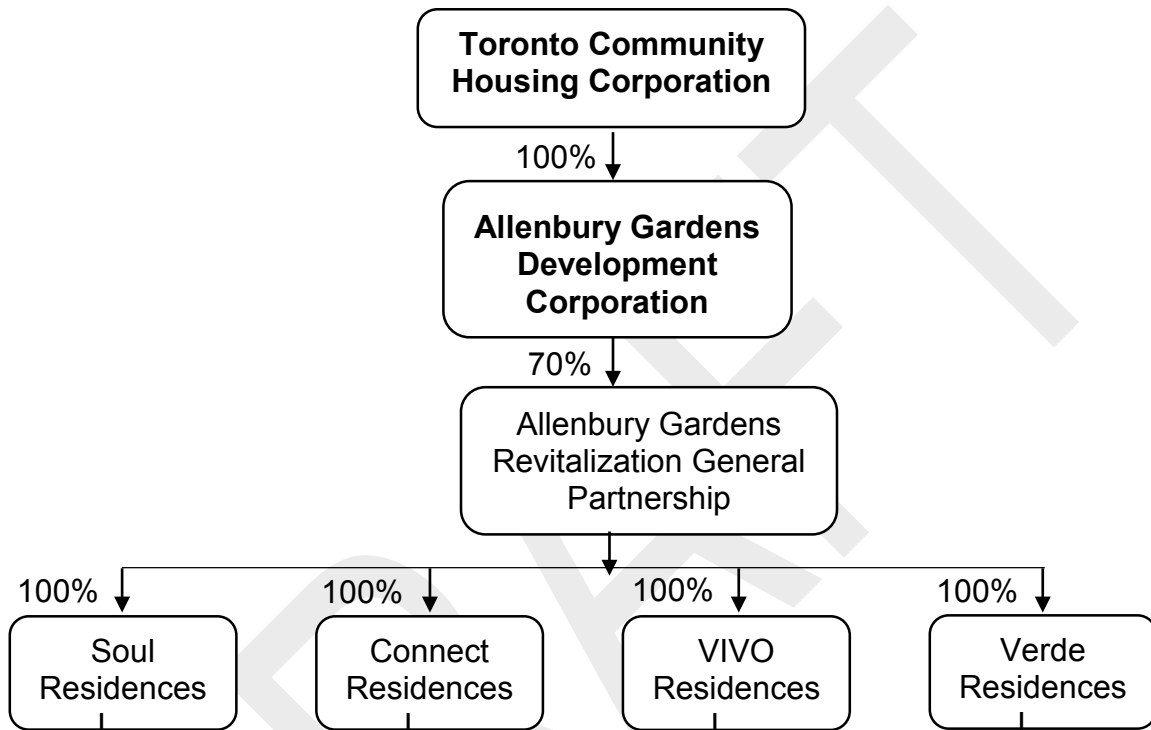 Toronto Community
Housing Corporation
100%
Allenbury Gardens
Development
Corporation
70%
Allenbury Gardens
Revitalization General
Partnership
100%
100%
100%
100%
Soul
Residences
Connect
Residences
VIVO
Residences
Verde
Residences
DRAFT